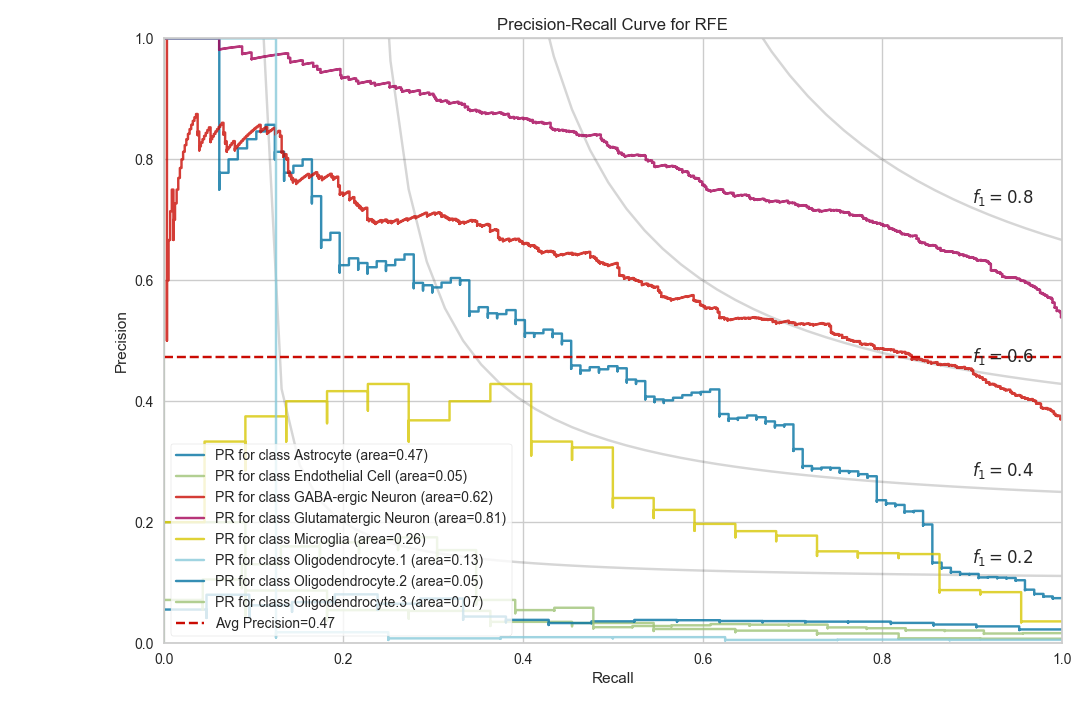 Precision-Recall Curve for RFE
1.0
0.8
0.6
0.4
0.2
0.0
Precision
f1 = 0.8
f1 = 0.6
f1 = 0.4
f1 = 0.2
PR for class Astrocyte (area=0.47)
PR for class Endothelial Cell (area=0.05)
PR for class GABA-ergic Neuron (area=0.62)
PR for class Glutamatergic Neuron (area=0.81)
PR for class Microglia (area=0.26)
PR for class Oligodendrocyte.1 (area=0.13)
PR for class Oligodendrocyte.2 (area=0.05)
PR for class Oligodendrocyte.3 (area=0.07)
Avg Precision=0.47
0.0 0.2 0.4 0.6 0.8 1.0
Recall